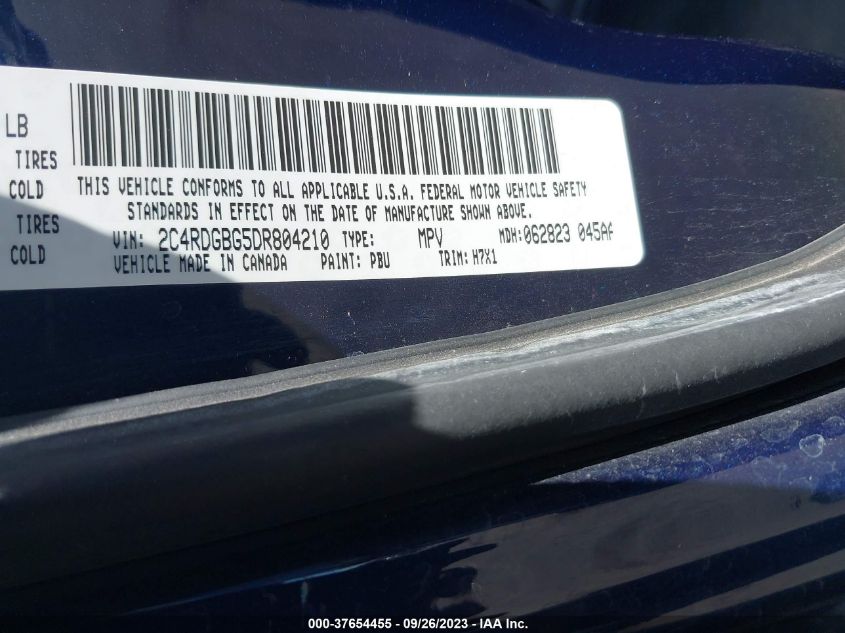 LB
TIRES
COLD
TIRES
COLD
THIS VEHICLE CONFORMS TO ALL APPLICABLE U.S.A. FEDERAL MOTOR VEHICLE SAFETY
STANDARDS IN EFFECT ON THE DATE OF MANUFACTURE SHOWN ABOVE.
VIN: 2C4RDGBG5DR804210 TYPE: MPV MDH:062823 045AA
VEHICLE MADE IN CANADA PAINT: PBU TRIM: H7X1
000-37654455 - 09/26/2023 - IAA Inc.